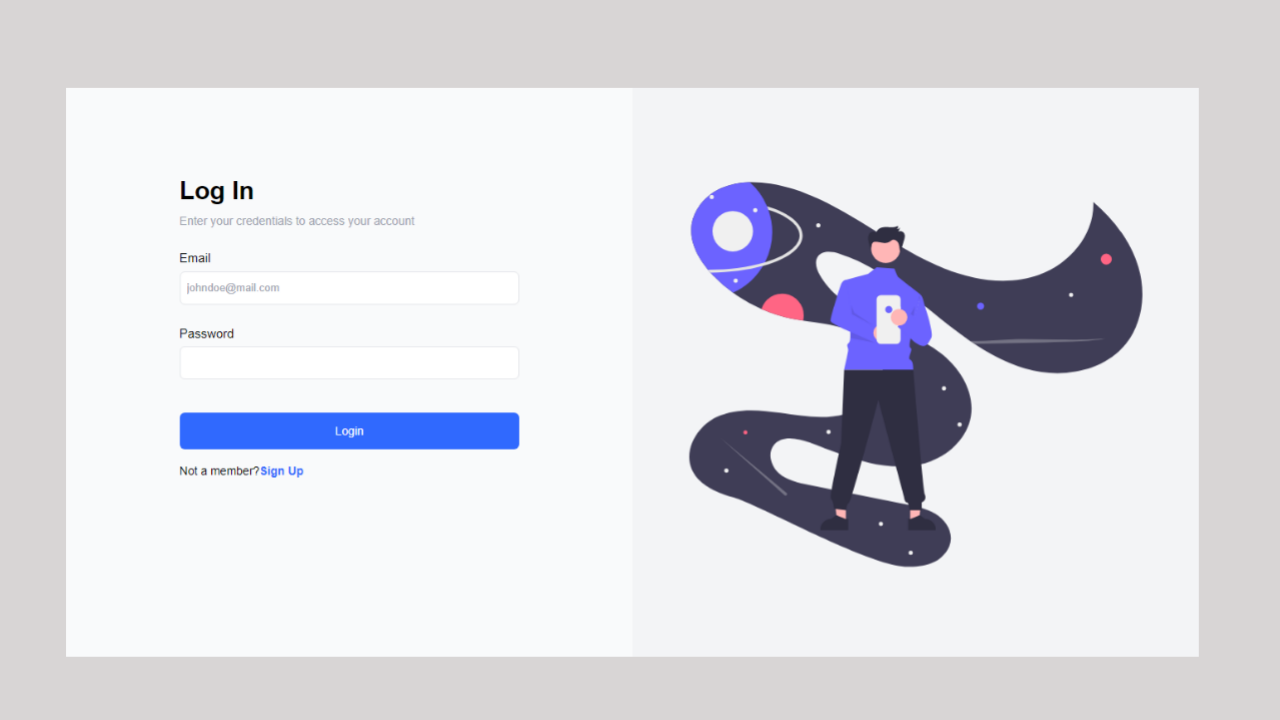 Log In
Enter your credentials to access your account
Email
johndoe@mail.com
Password
Login
Not a member?Sign Up